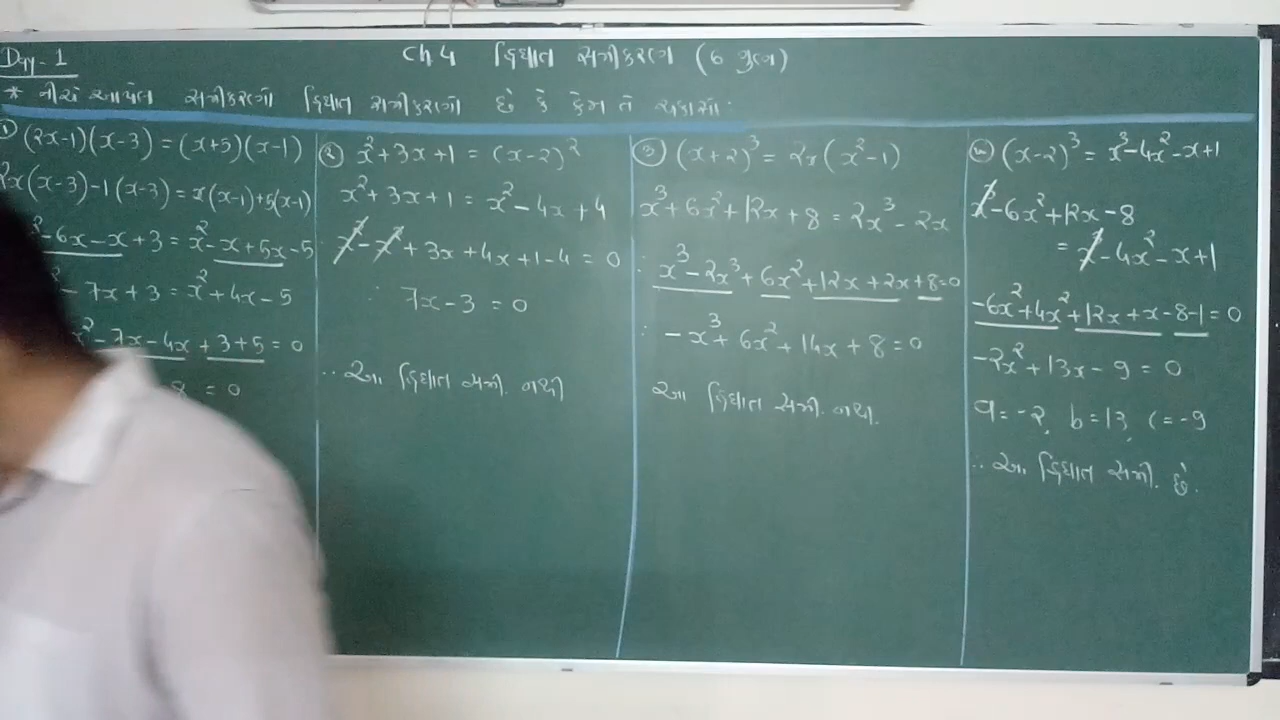 Day-1
Ch 4 દ્વિઘાત સમીકરણ (6 ગુણ)
* નીચે આપેલ સમીકરણો દ્વિઘાત સમીકરણો છે કે કેમ તે ચકાસો:
① (2x-1)(x-3) = (x+5)(x-1)
2x(x-3)-1(x-3) = x(x-1)+5(x-1)
²-6x-x+3 = x²-x+5x-5
²-7x+3 = x²+4x-5
x²-7x-4x+3+5 = 0
8 = 0
② x²+3x+1 = (x-2)²
x²+3x+1 = x²-4x+4
∴ x²-x²+3x+4x+1-4 = 0
∴ 7x-3 = 0
∴ આ દ્વિઘાત સમી. નથી
③ (x+2)³ = 2x(x²-1)
x³+6x²+12x+8 = 2x³-2x
∴ x³-2x³+6x²+12x+2x+8=0
∴ -x³+6x²+14x+8=0
આ દ્વિઘાત સમી. નથી.
(x-2)³ = x³-4x²-x+1
x³-6x²+12x-8
= x³-4x²-x+1
-6x²+4x²+12x+x-8-1=0
-2x²+13x-9=0
a=-2, b=13, c=-9
∴ આ દ્વિઘાત સમી. છે.